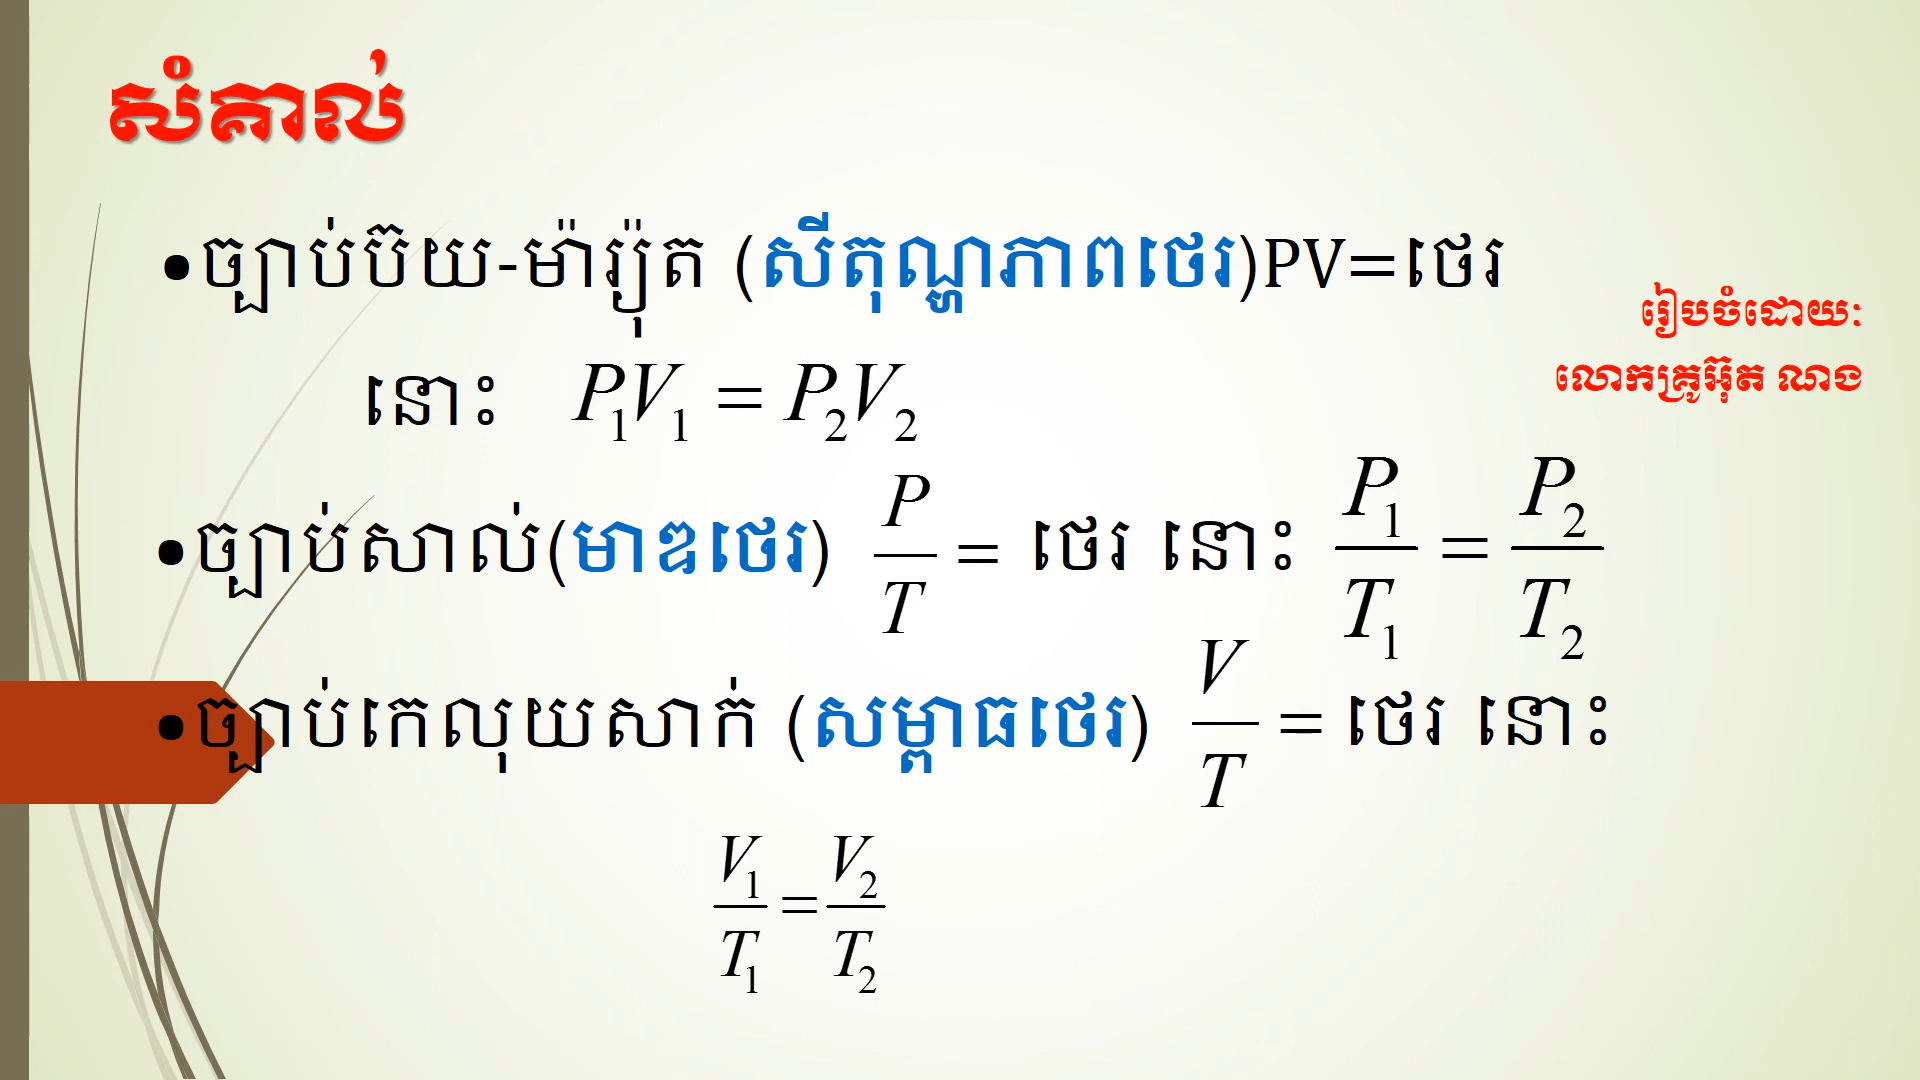 សំគាល់
•ច្បាប់ប៊យ-ម៉ារ្យ៉ុត (សីតុណ្ហភាពថេរ)PV=ថេរ
រៀបចំដោយ:
លោកគ្រូអ៊ុត ណង
នោះ P₁V₁ = P₂V₂
•ច្បាប់សាល់(មាឌថេរ) P/T = ថេរ នោះ P₁/T₁ = P₂/T₂
•ច្បាប់កេលុយសាក់ (សម្ពាធថេរ) V/T = ថេរ នោះ
V₁/T₁ = V₂/T₂